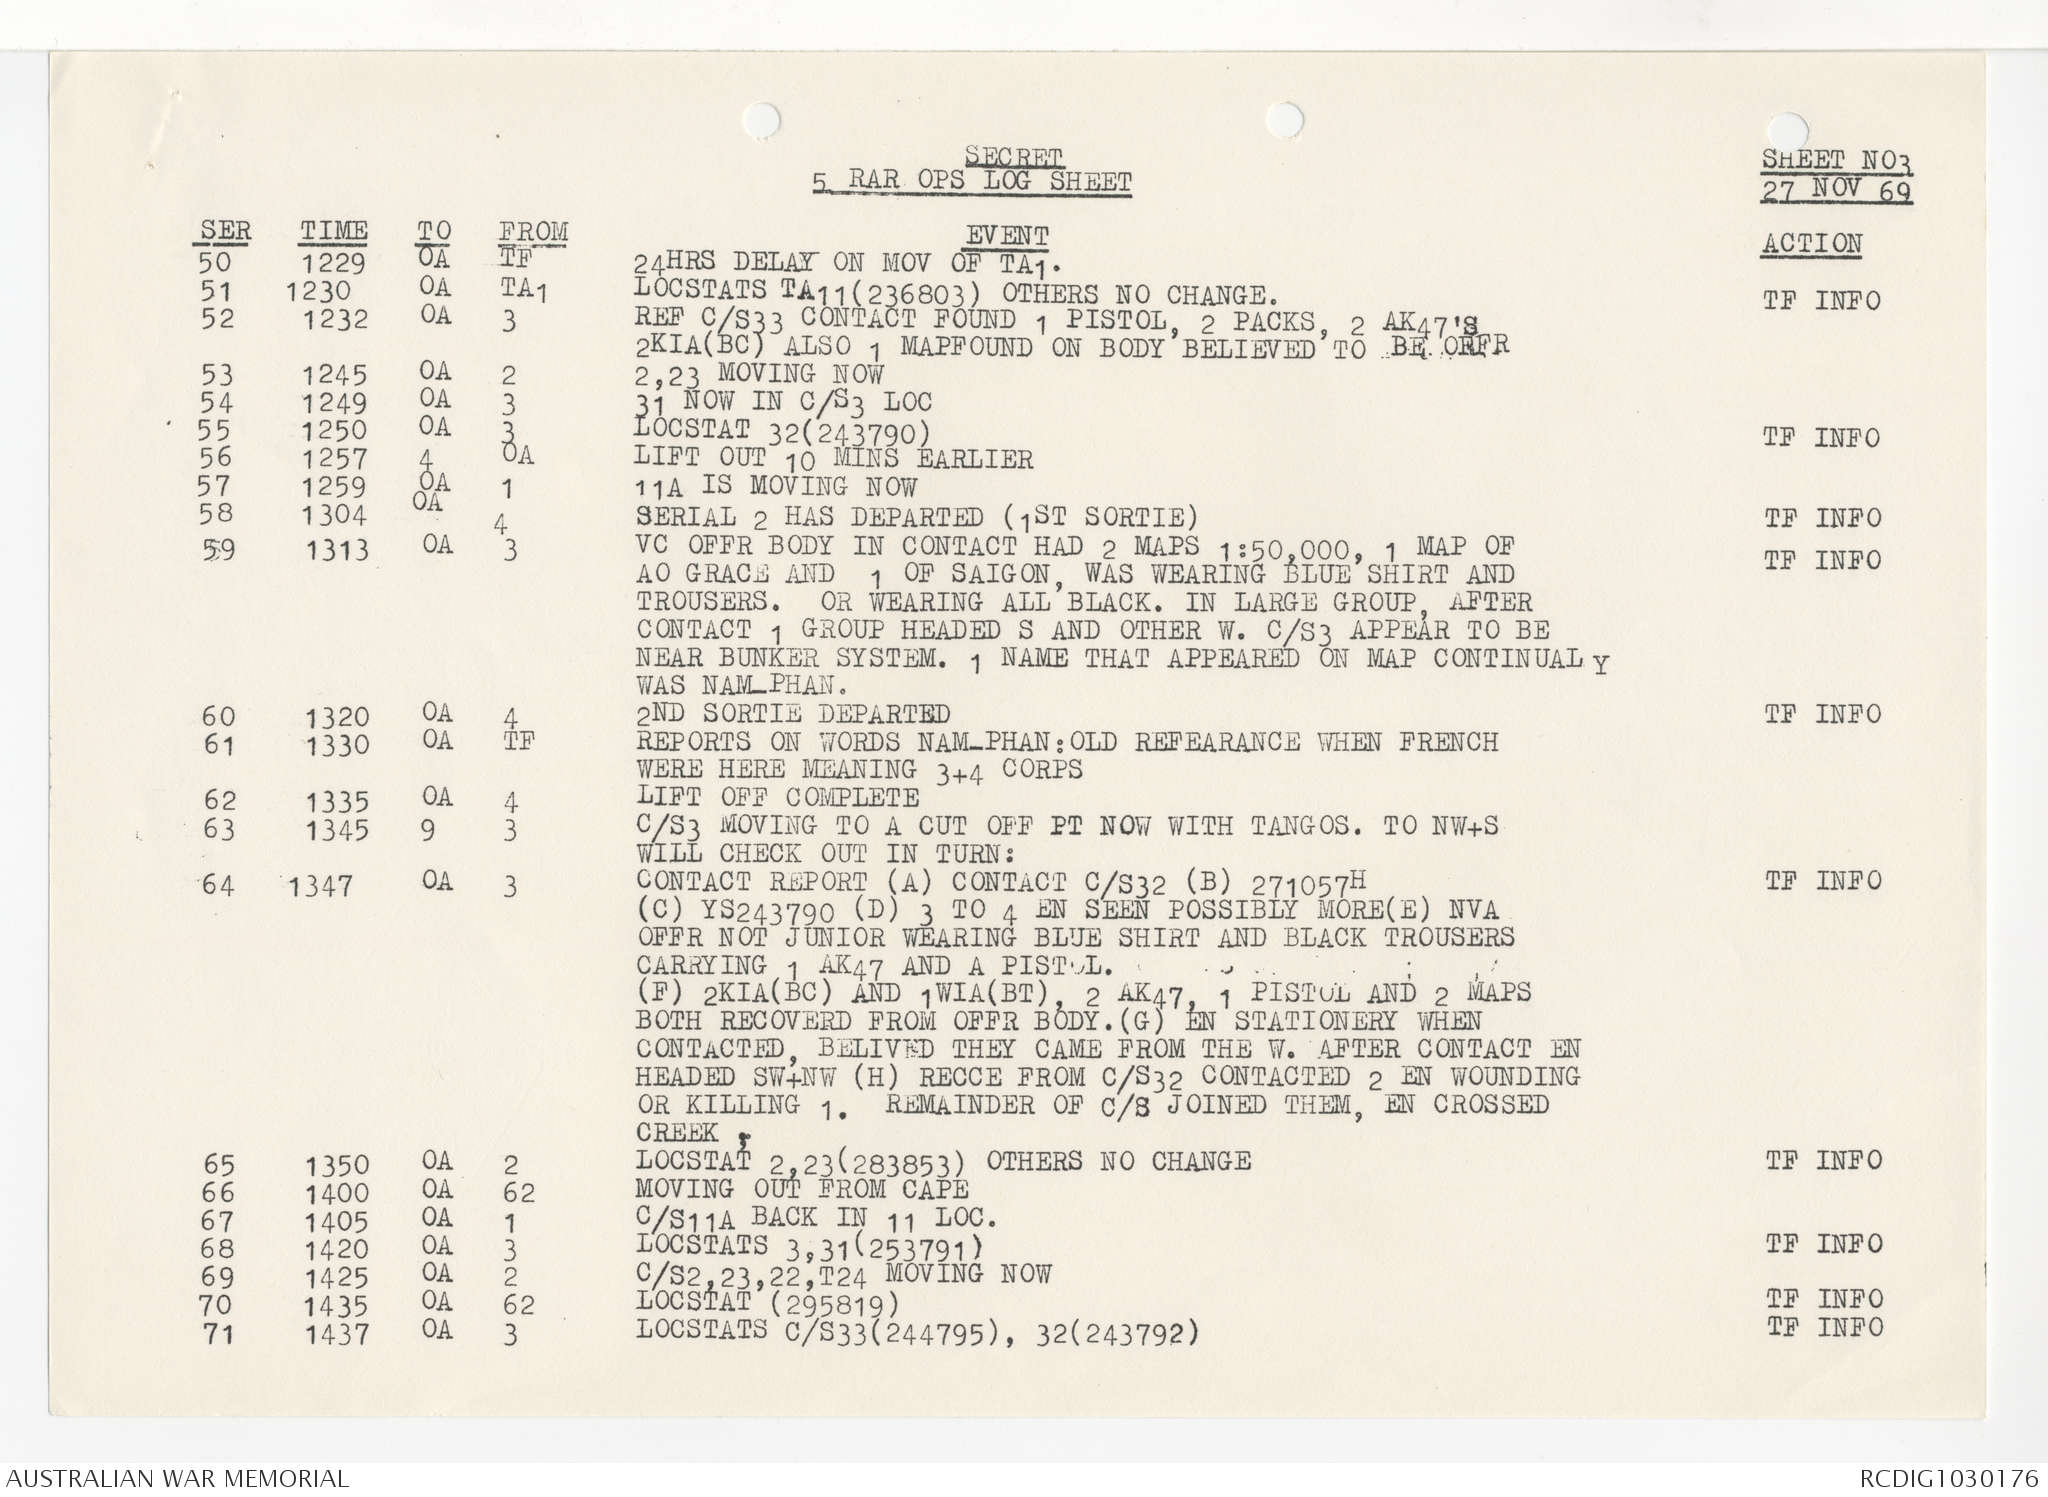 SECRET
5 RAR OPS LOG SHEET
SHEET NO3
27 NOV 69
SER TIME TO FROM EVENT ACTION
50 1229 OA TF 24HRS DELAY ON MOV OF TA1.
51 1230 OA TA1 LOCSTATS TA11(236803) OTHERS NO CHANGE. TF INFO
52 1232 OA 3 REF C/S33 CONTACT FOUND 1 PISTOL, 2 PACKS, 2 AK47'S
2KIA(BC) ALSO 1 MAPFOUND ON BODY BELIEVED TO BE OFFR
53 1245 OA 2 2,23 MOVING NOW
54 1249 OA 3 31 NOW IN C/S3 LOC
55 1250 OA 3 LOCSTAT 32(243790) TF INFO
56 1257 4 OA LIFT OUT 10 MINS EARLIER
57 1259 OA 1 11A IS MOVING NOW
58 1304 OA 4 SERIAL 2 HAS DEPARTED (1ST SORTIE) TF INFO
59 1313 OA 3 VC OFFR BODY IN CONTACT HAD 2 MAPS 1:50,000, 1 MAP OF TF INFO
AO GRACE AND 1 OF SAIGON, WAS WEARING BLUE SHIRT AND
TROUSERS. OR WEARING ALL BLACK. IN LARGE GROUP, AFTER
CONTACT 1 GROUP HEADED S AND OTHER W. C/S3 APPEAR TO BE
NEAR BUNKER SYSTEM. 1 NAME THAT APPEARED ON MAP CONTINUAL Y
WAS NAM_PHAN.
60 1320 OA 4 2ND SORTIE DEPARTED TF INFO
61 1330 OA TF REPORTS ON WORDS NAM_PHAN:OLD REFEARANCE WHEN FRENCH
WERE HERE MEANING 3+4 CORPS
62 1335 OA 4 LIFT OFF COMPLETE
63 1345 9 3 C/S3 MOVING TO A CUT OFF PT NOW WITH TANGOS. TO NW+S
WILL CHECK OUT IN TURN:
64 1347 OA 3 CONTACT REPORT (A) CONTACT C/S32 (B) 271057H TF INFO
(C) YS243790 (D) 3 TO 4 EN SEEN POSSIBLY MORE(E) NVA
OFFR NOT JUNIOR WEARING BLUE SHIRT AND BLACK TROUSERS
CARRYING 1 AK47 AND A PISTOL.
(F) 2KIA(BC) AND 1WIA(BT), 2 AK47, 1 PISTOL AND 2 MAPS
BOTH RECOVERD FROM OFFR BODY.(G) EN STATIONERY WHEN
CONTACTED, BELIVED THEY CAME FROM THE W. AFTER CONTACT EN
HEADED SW+NW (H) RECCE FROM C/S32 CONTACTED 2 EN WOUNDING
OR KILLING 1. REMAINDER OF C/S JOINED THEM, EN CROSSED
CREEK ;
65 1350 OA 2 LOCSTAT 2,23(283853) OTHERS NO CHANGE TF INFO
66 1400 OA 62 MOVING OUT FROM CAPE
67 1405 OA 1 C/S11A BACK IN 11 LOC.
68 1420 OA 3 LOCSTATS 3,31(253791) TF INFO
69 1425 OA 2 C/S2,23,22,T24 MOVING NOW
70 1435 OA 62 LOCSTAT (295819) TF INFO
71 1437 OA 3 LOCSTATS C/S33(244795), 32(243792) TF INFO
AUSTRALIAN WAR MEMORIAL RCDIG1030176